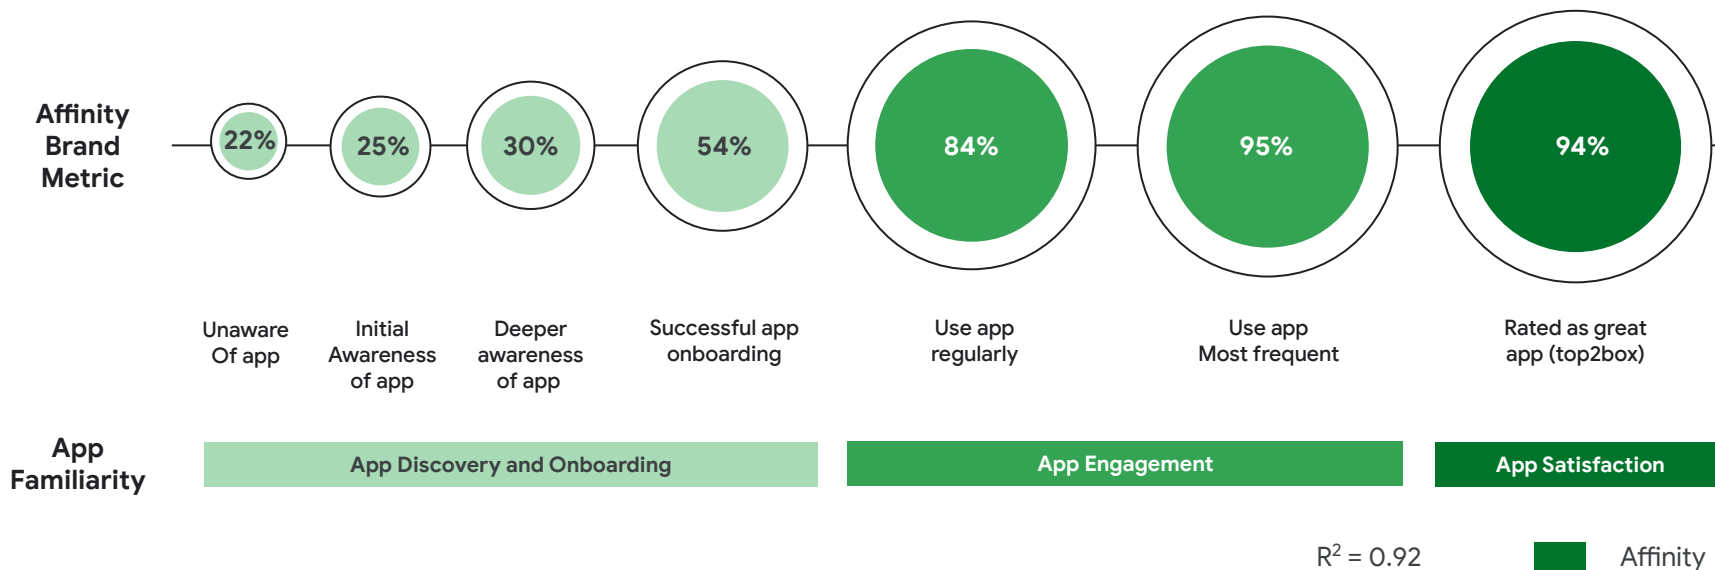 Affinity
Brand
Metric
22%
25%
30%
54%
84%
95%
94%
Unaware
Of app
Initial
Awareness
of app
Deeper
awareness
of app
Successful app
onboarding
Use app
regularly
Use app
Most frequent
Rated as great
app (top2box)
App
Familiarity
App Discovery and Onboarding
App Engagement
App Satisfaction
R² = 0.92
Affinity